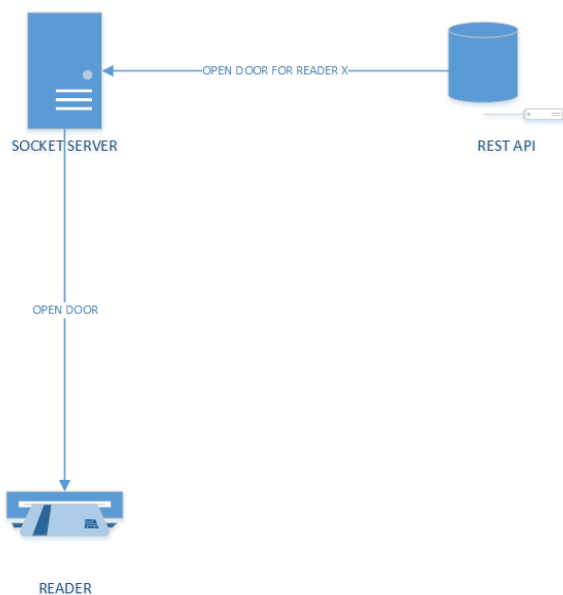 OPEN DOOR FOR READER X
SOCKET SERVER
REST API
OPEN DOOR
READER